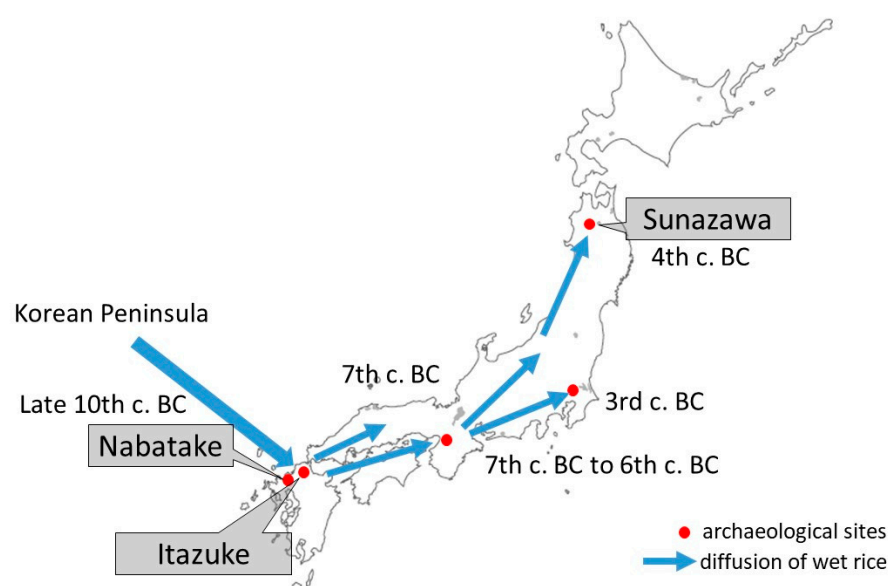 Sunazawa
4th c. BC
Korean Peninsula
7th c. BC
Late 10th c. BC
3rd c. BC
Nabatake
7th c. BC to 6th c. BC
Itazuke
archaeological sites
diffusion of wet rice